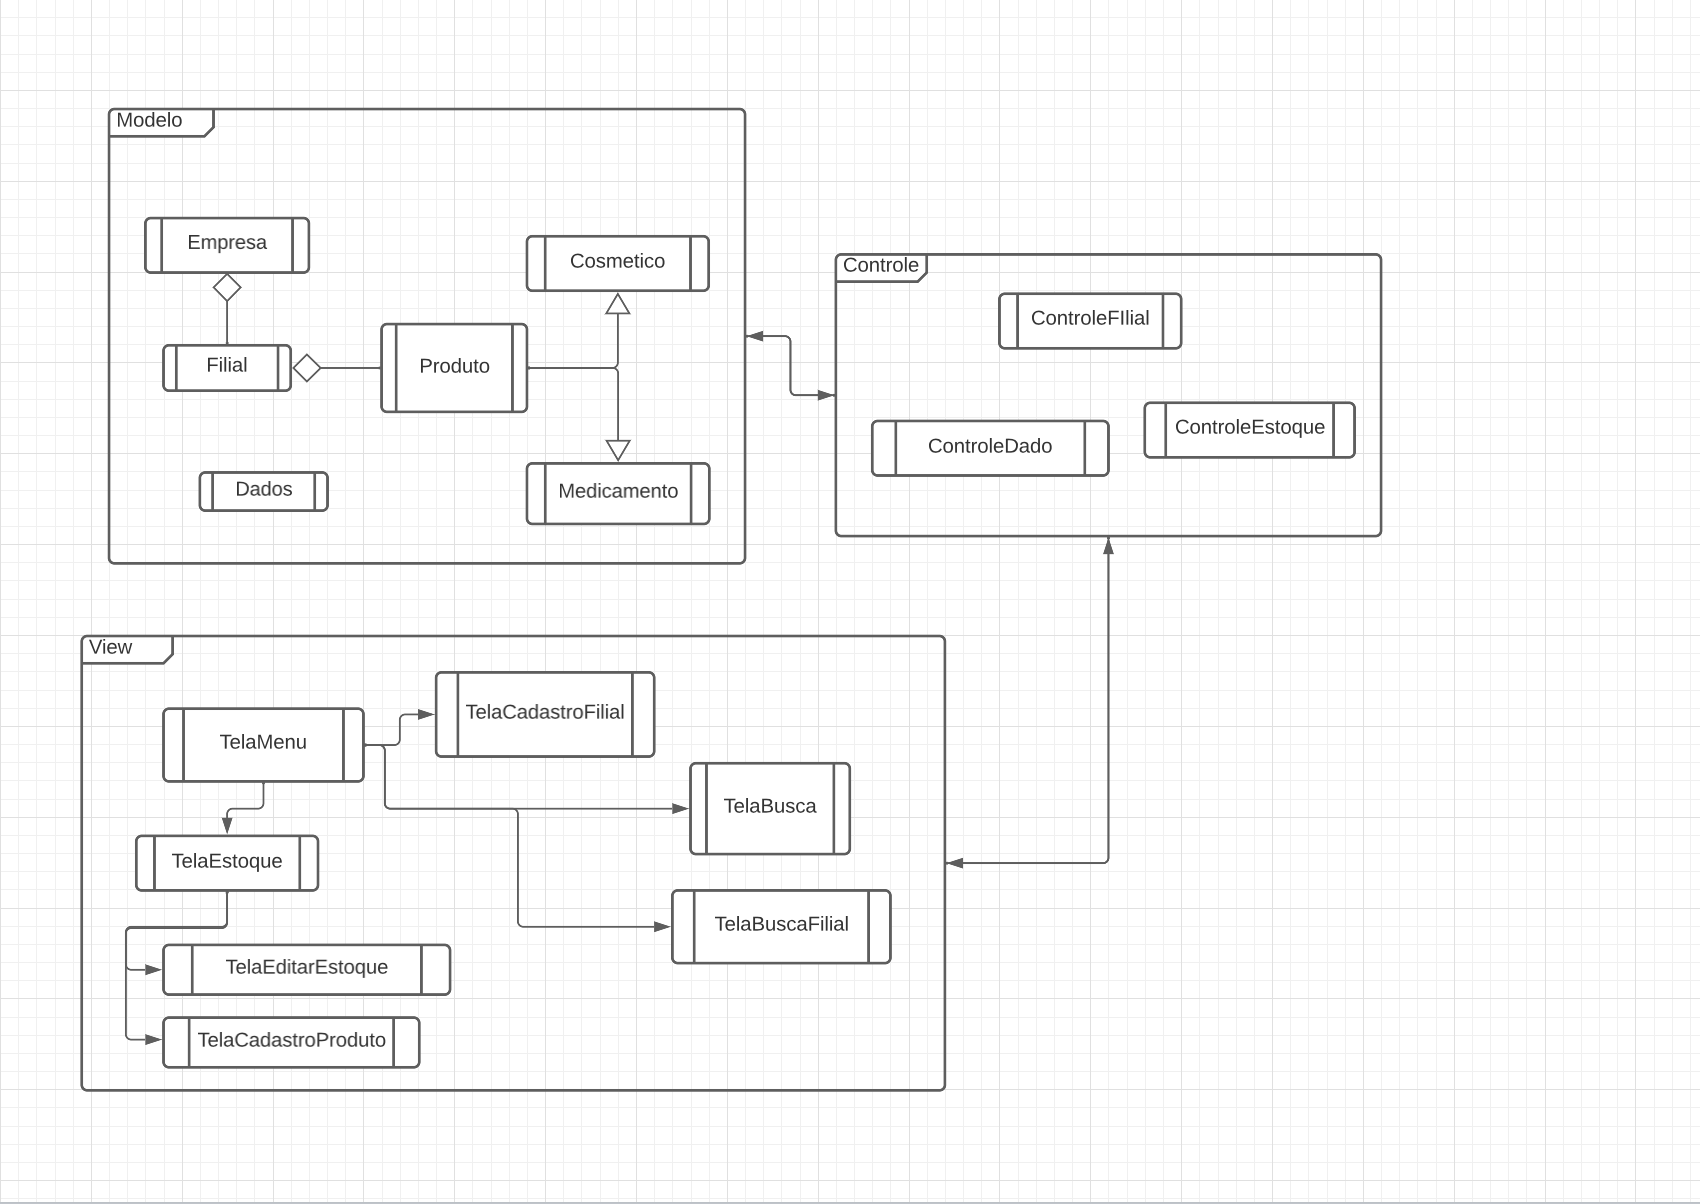 Modelo
Empresa
Cosmetico
Filial
Produto
Dados
Medicamento
Controle
ControleFIlial
ControleDado
ControleEstoque
View
TelaMenu
TelaCadastroFilial
TelaBusca
TelaEstoque
TelaBuscaFilial
TelaEditarEstoque
TelaCadastroProduto